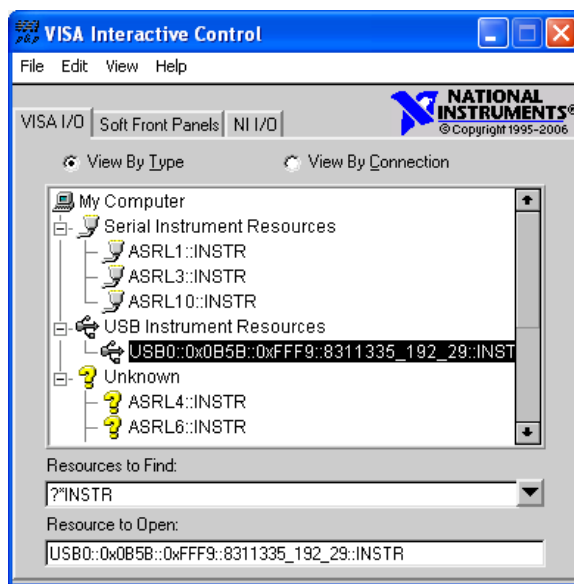 VISA Interactive Control
File Edit View Help
NATIONAL
INSTRUMENTS®
© Copyright 1995-2006
VISA I/O Soft Front Panels NI I/O
View By Type View By Connection
My Computer
Serial Instrument Resources
ASRL1::INSTR
ASRL3::INSTR
ASRL10::INSTR
USB Instrument Resources
USB0::0x0B5B::0xFFF9::8311335_192_29::INST
Unknown
ASRL4::INSTR
ASRL6::INSTR
Resources to Find:
?*INSTR
Resource to Open:
USB0::0x0B5B::0xFFF9::8311335_192_29::INSTR